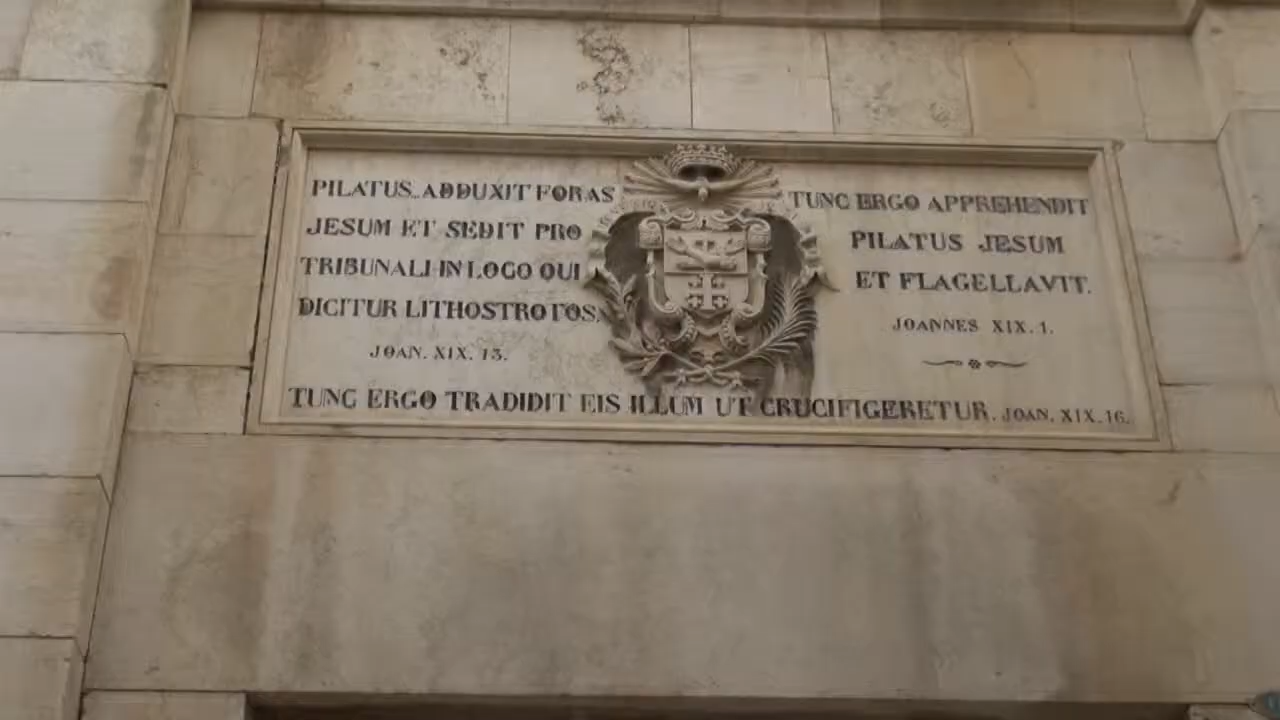 PILATUS..ADDUXIT FORAS
JESUM ET SEDIT PRO
TRIBUNALI IN LOCO QUI
DICITUR LITHOSTROTOS.
JOAN. XIX. 13.
TUNC ERGO APPREHENDIT
PILATUS JESUM
ET FLAGELLAVIT.
JOANNES XIX. 1.
TUNC ERGO TRADIDIT EIS ILLUM UT CRUCIFIGERETUR. JOAN. XIX. 16.